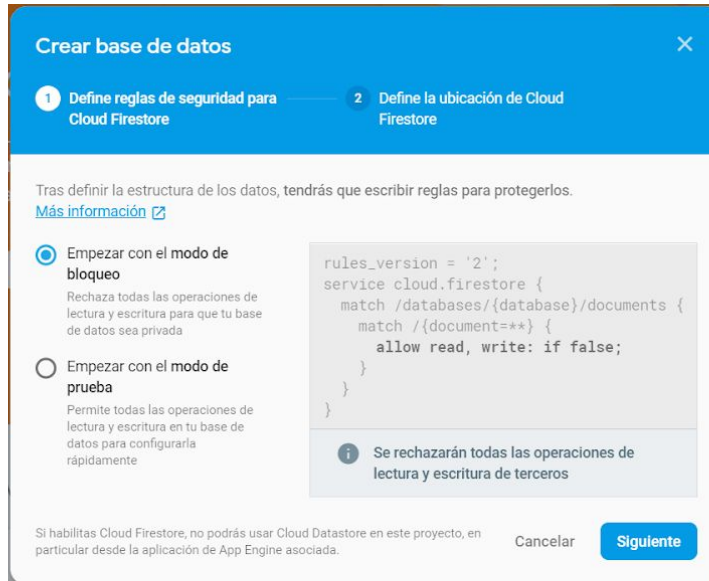 Crear base de datos
1 Define reglas de seguridad para
Cloud Firestore
2 Define la ubicación de Cloud
Firestore
Tras definir la estructura de los datos, tendrás que escribir reglas para protegerlos.
Más información
Empezar con el modo de
bloqueo
Rechaza todas las operaciones de
lectura y escritura para que tu base
de datos sea privada
Empezar con el modo de
prueba
Permite todas las operaciones de
lectura y escritura en tu base de
datos para configurarla
rápidamente
rules_version = '2';
service cloud.firestore {
match /databases/{database}/documents {
match /{document=**} {
allow read, write: if false;
}
}
}
Se rechazarán todas las operaciones de
lectura y escritura de terceros
Si habilitas Cloud Firestore, no podrás usar Cloud Datastore en este proyecto, en
particular desde la aplicación de App Engine asociada.
Cancelar
Siguiente